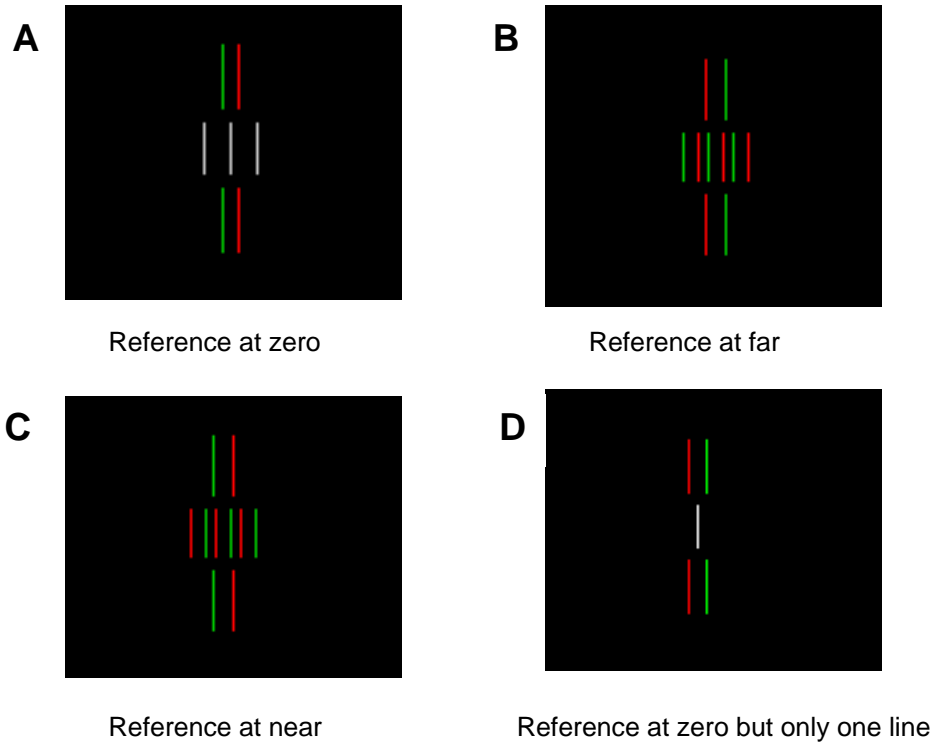 A
B
Reference at zero
Reference at far
C
D
Reference at near
Reference at zero but only one line